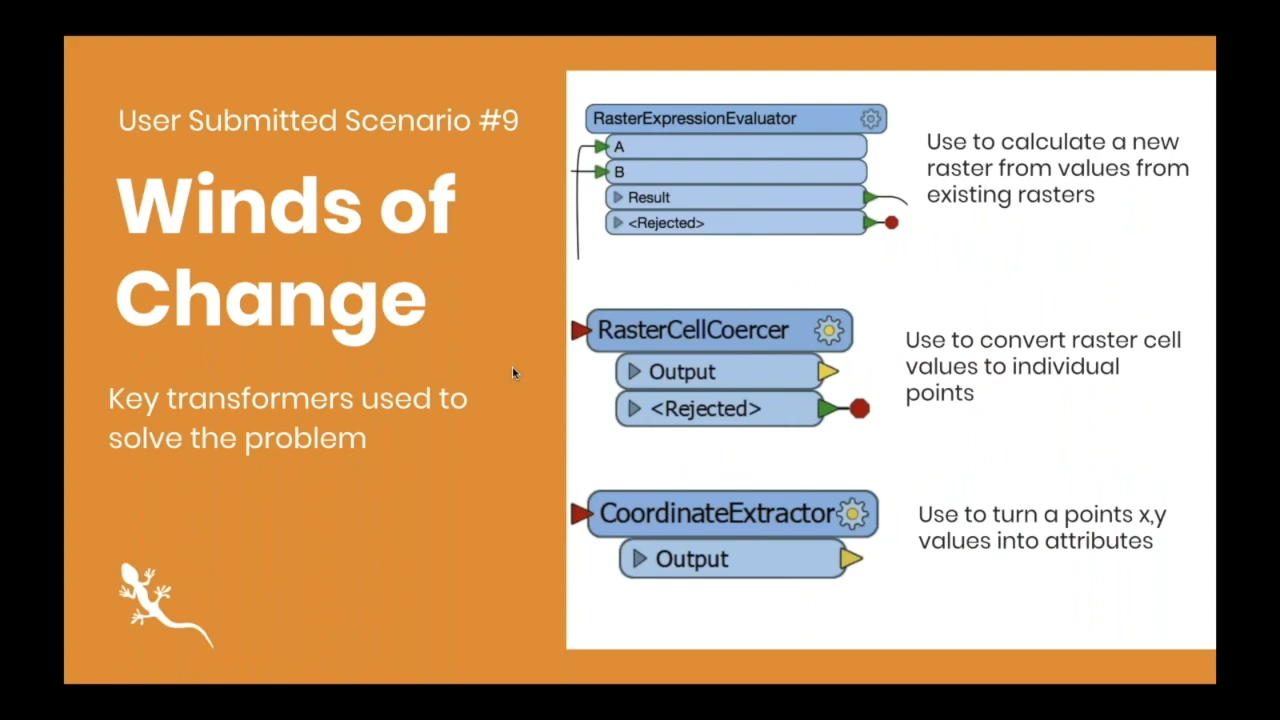 User Submitted Scenario #9
Winds of
Change
Key transformers used to
solve the problem
RasterExpressionEvaluator
A
B
Result
<Rejected>
Use to calculate a new
raster from values from
existing rasters
RasterCellCoercer
Output
<Rejected>
Use to convert raster cell
values to individual
points
CoordinateExtractor
Output
Use to turn a points x,y
values into attributes